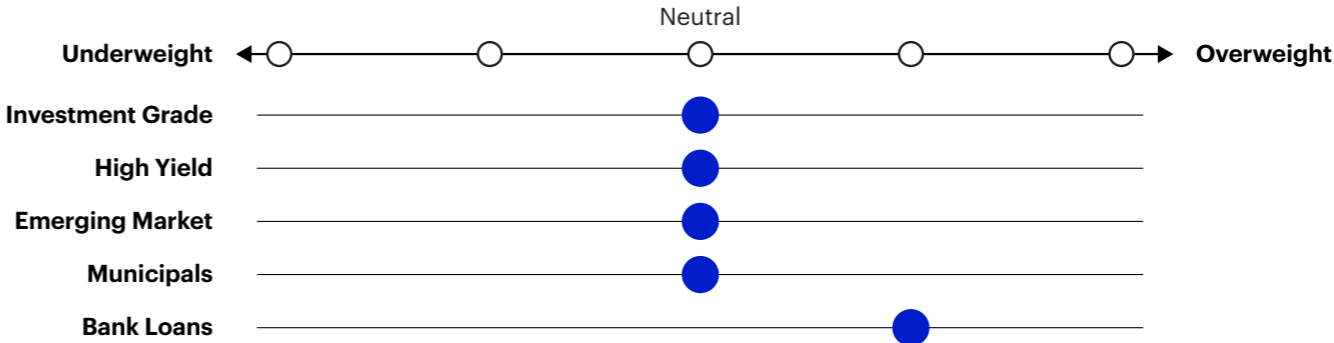 Neutral
Underweight Overweight
Investment Grade
High Yield
Emerging Market
Municipals
Bank Loans